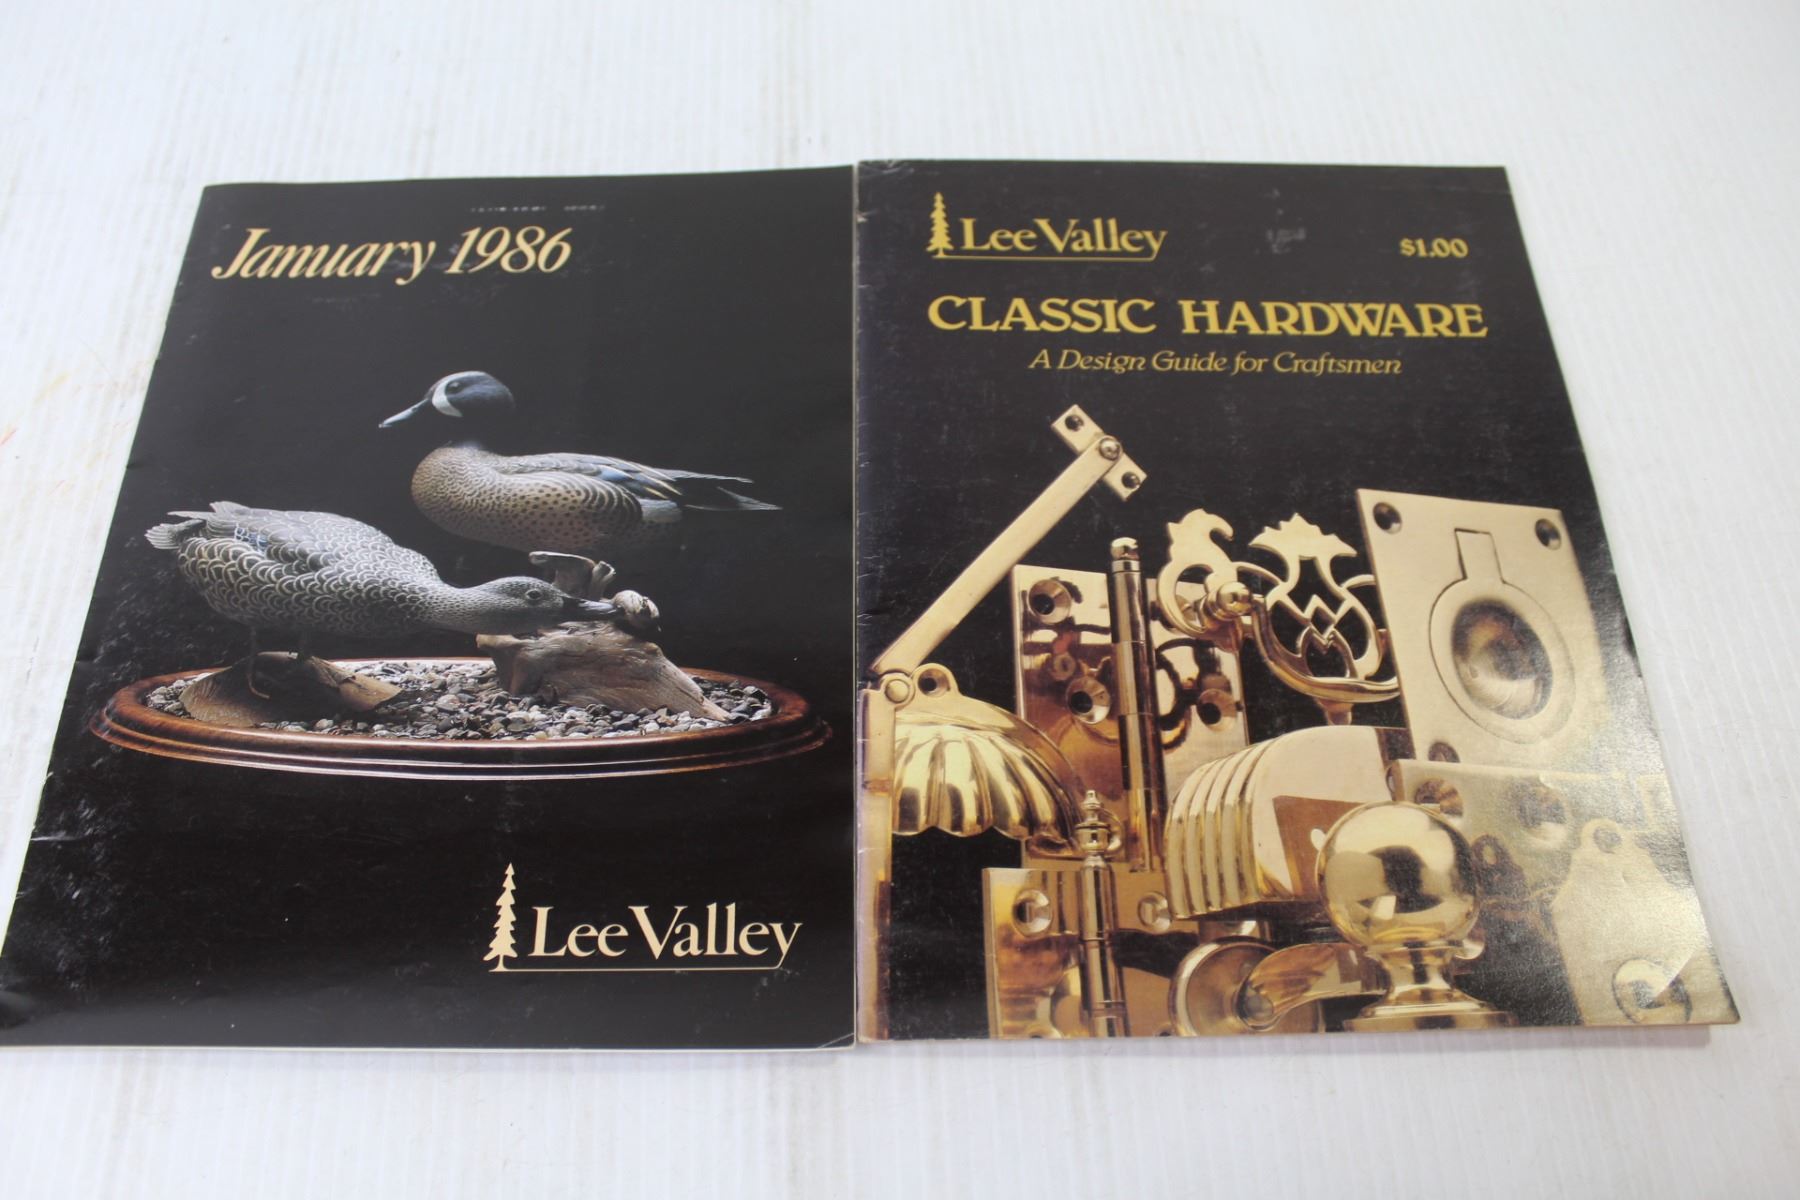 January 1986
Lee Valley
Lee Valley
$1.00
CLASSIC HARDWARE
A Design Guide for Craftsmen